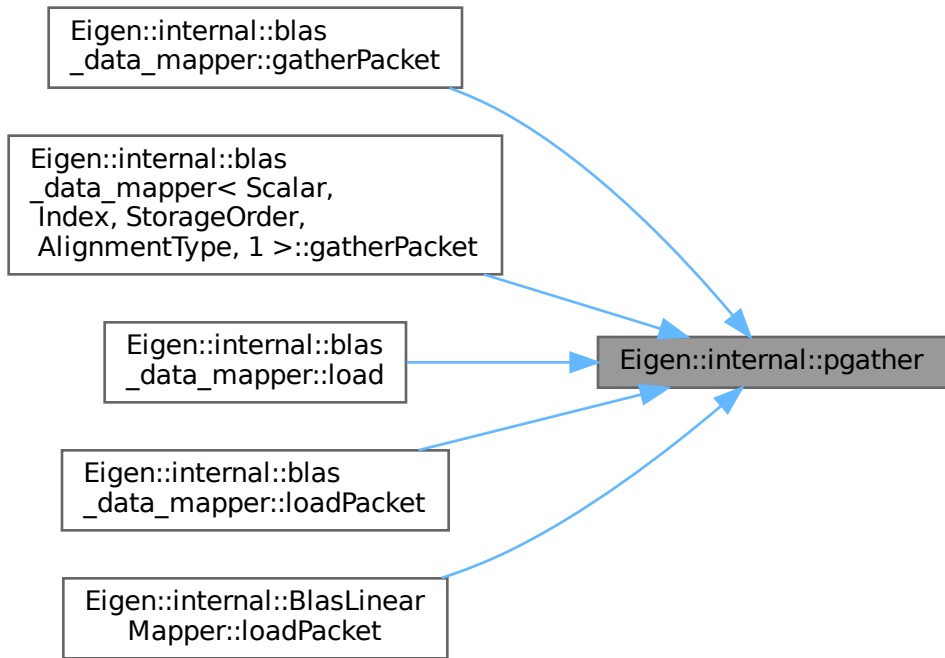 Eigen::internal::blas
_data_mapper::gatherPacket
Eigen::internal::blas
_data_mapper< Scalar,
Index, StorageOrder,
AlignmentType, 1 >::gatherPacket
Eigen::internal::blas
_data_mapper::load
Eigen::internal::pgather
Eigen::internal::blas
_data_mapper::loadPacket
Eigen::internal::BlasLinear
Mapper::loadPacket